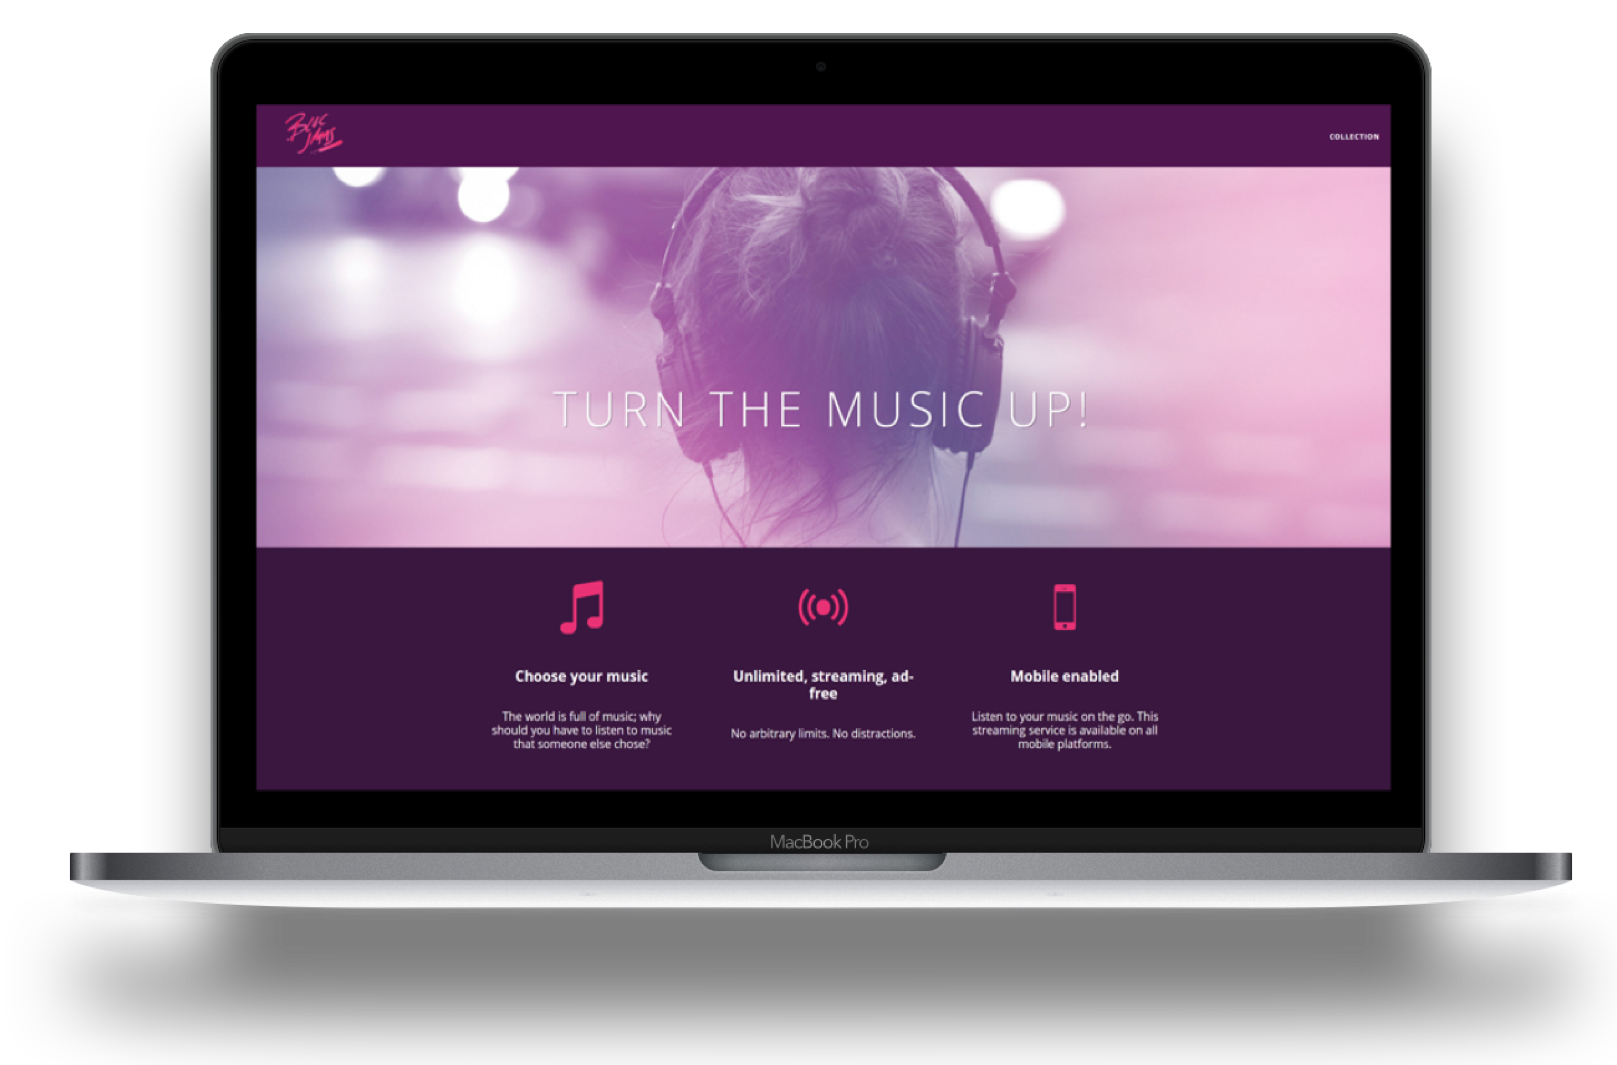 Bloc
Jams
COLLECTION
TURN THE MUSIC UP!
Choose your music
The world is full of music; why
should you have to listen to music
that someone else chose?
Unlimited, streaming, ad-
free
No arbitrary limits. No distractions.
Mobile enabled
Listen to your music on the go. This
streaming service is available on all
mobile platforms.
MacBook Pro